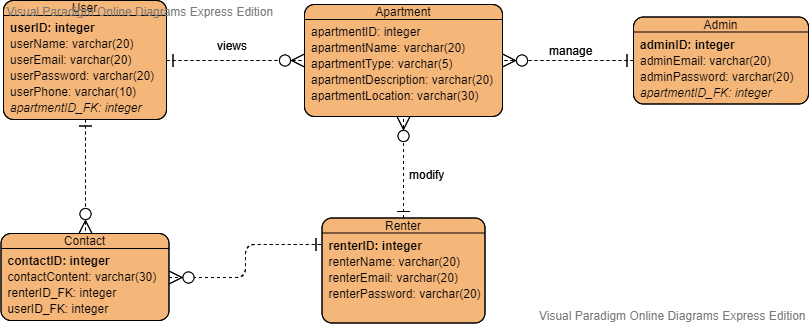 Visual Paradigm Online Diagrams Express Edition
User
userID: integer
userName: varchar(20)
userEmail: varchar(20)
userPassword: varchar(20)
userPhone: varchar(10)
apartmentID_FK: integer
views
Apartment
apartmentID: integer
apartmentName: varchar(20)
apartmentType: varchar(5)
apartmentDescription: varchar(20)
apartmentLocation: varchar(30)
manage
Admin
adminID: integer
adminEmail: varchar(20)
adminPassword: varchar(20)
apartmentID_FK: integer
modify
Contact
contactID: integer
contactContent: varchar(30)
renterID_FK: integer
userID_FK: integer
Renter
renterID: integer
renterName: varchar(20)
renterEmail: varchar(20)
renterPassword: varchar(20)
Visual Paradigm Online Diagrams Express Edition